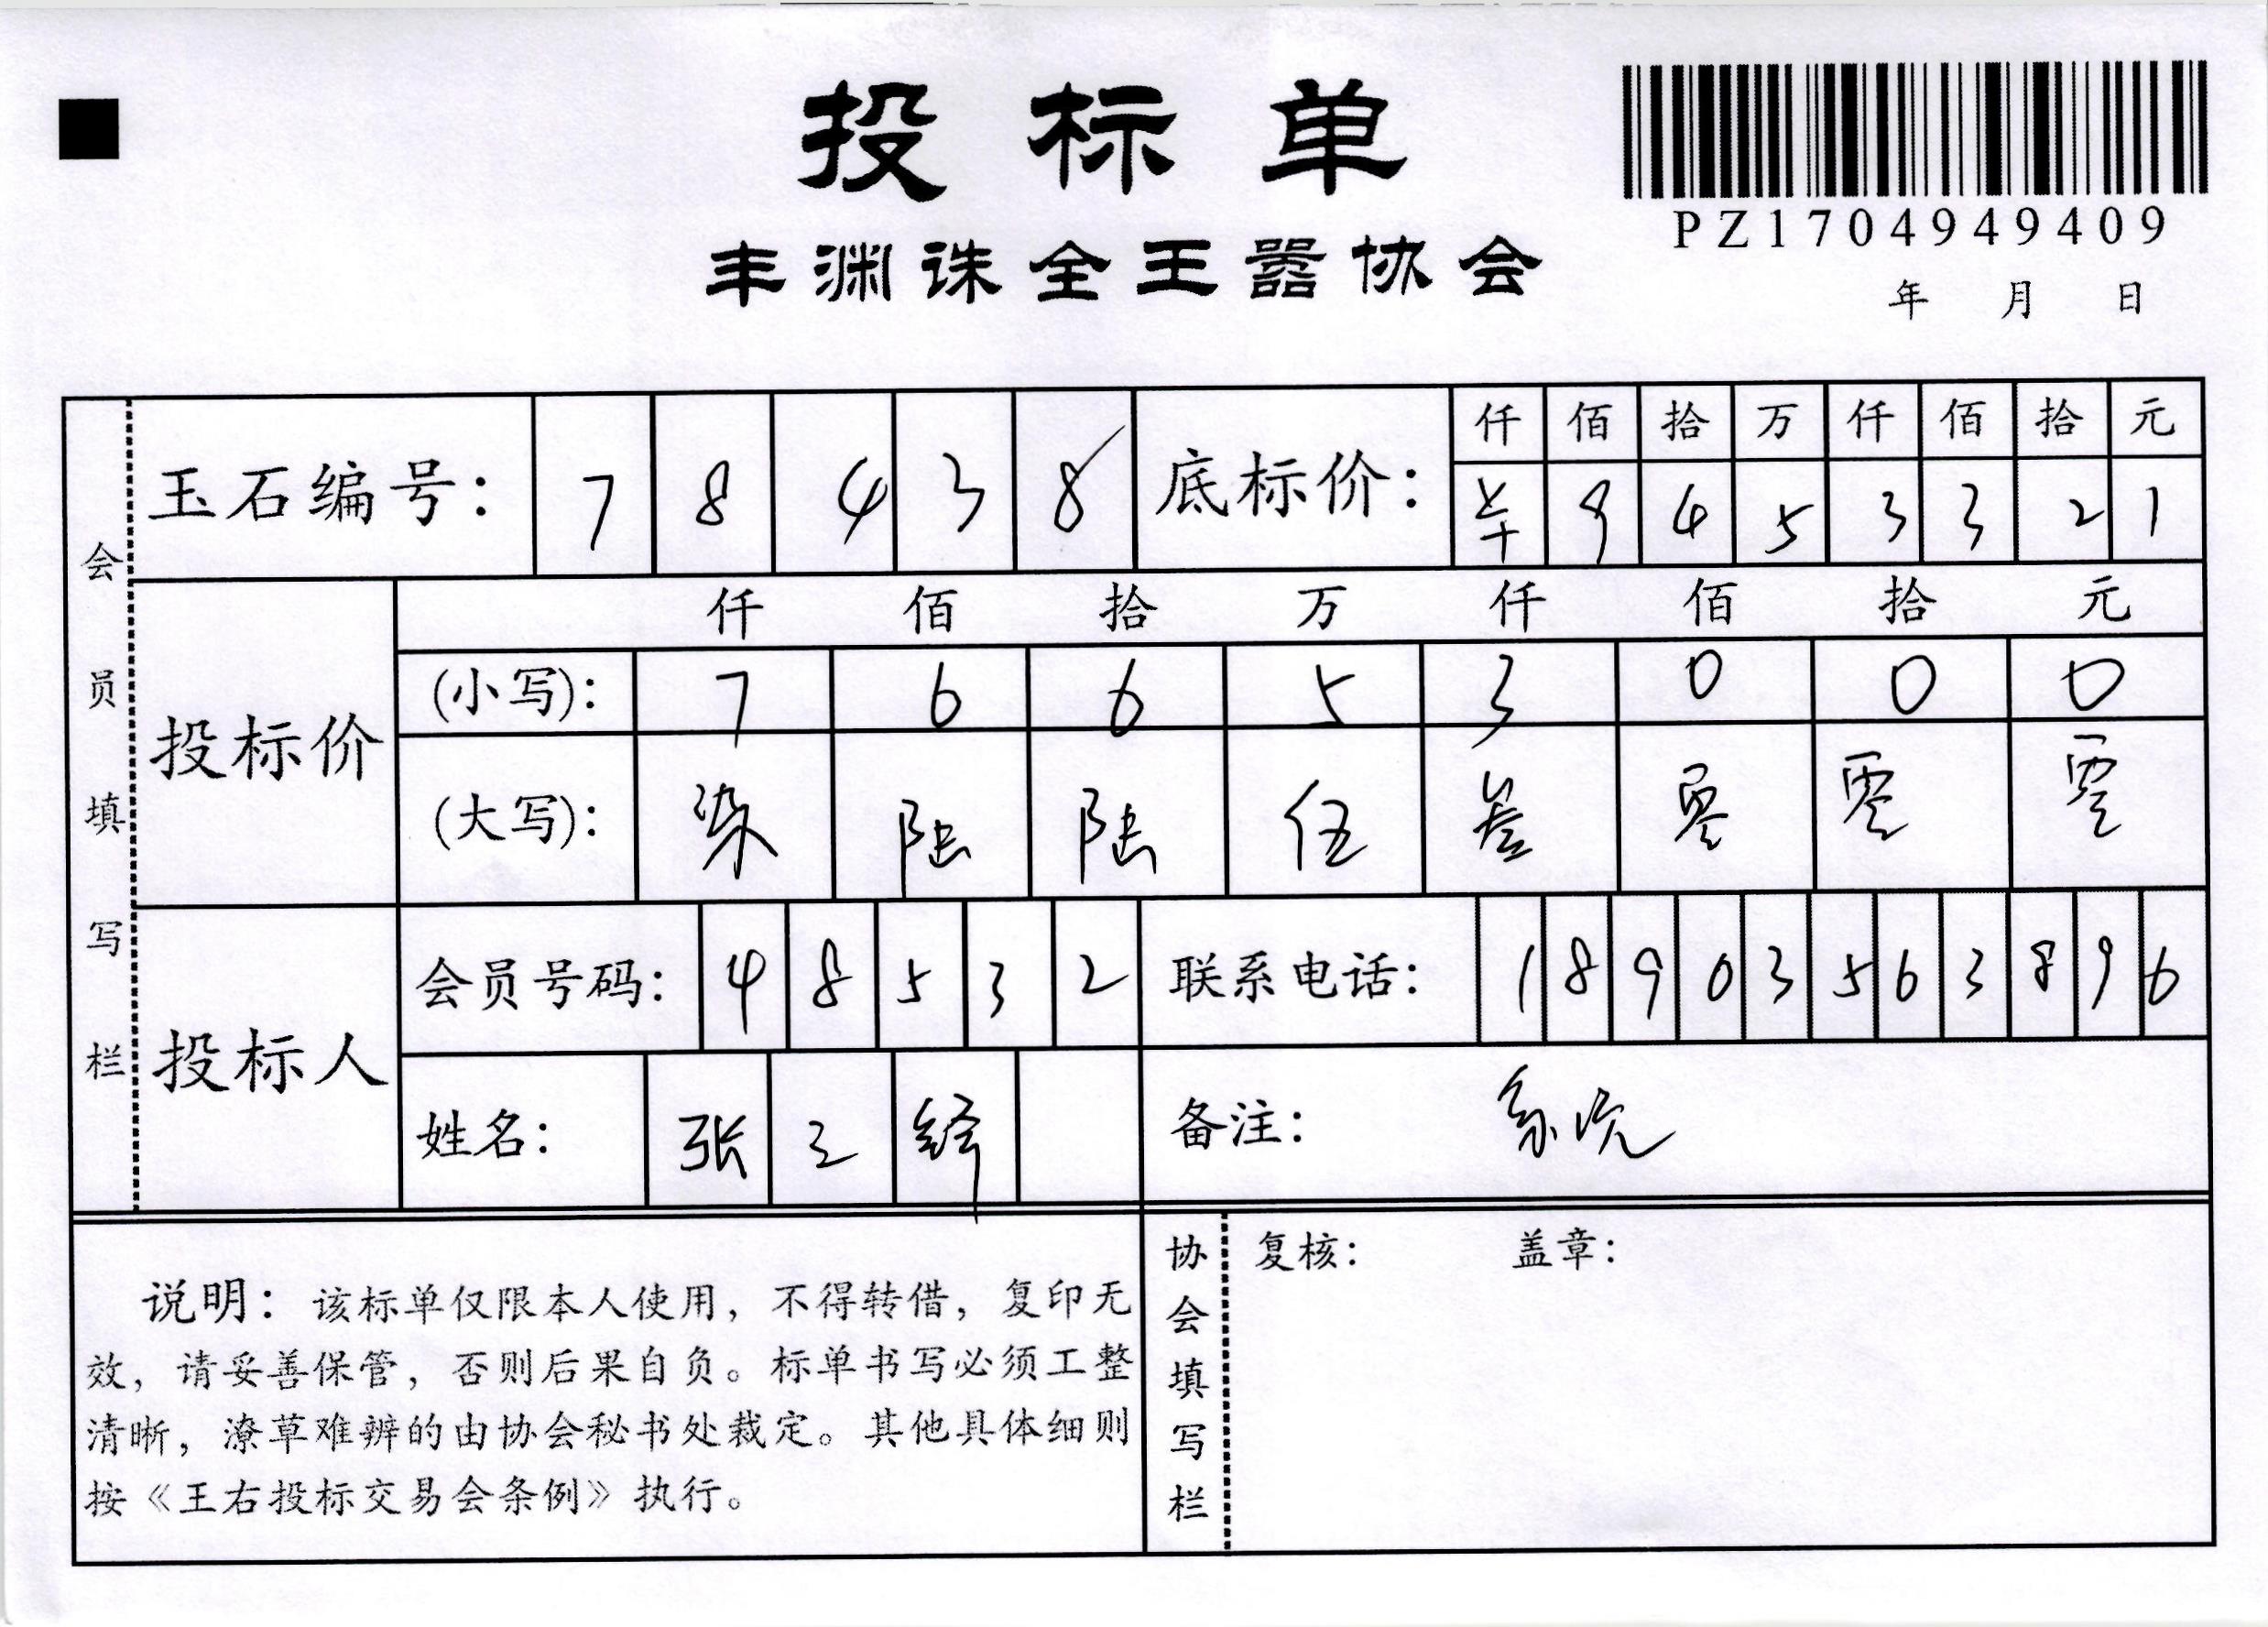 投标单
PZ1704949409
丰渊诛全王嚣协会
年 月 日
会员填写栏
玉石编号： 7 8 4 3 8
底标价： 仟 佰 拾 万 仟 佰 拾 元
9 4 5 3 3 2 1
投标价 仟 佰 拾 万 仟 佰 拾 元
(小写)： 7 6 6 5 3 0 0 0
(大写)： 柒 陆 陆 伍 叁 零 零 零
投标人
会员号码： 4 8 5 3 2
联系电话： 1 8 9 0 3 5 6 3 8 9 6
姓名： 张
备注：
说明：该标单仅限本人使用，不得转借，复印无
效，请妥善保管，否则后果自负。标单书写必须工整
清晰，潦草难辨的由协会秘书处裁定。其他具体细则
按《王右投标交易会条例》执行。
协会填写栏
复核： 盖章：